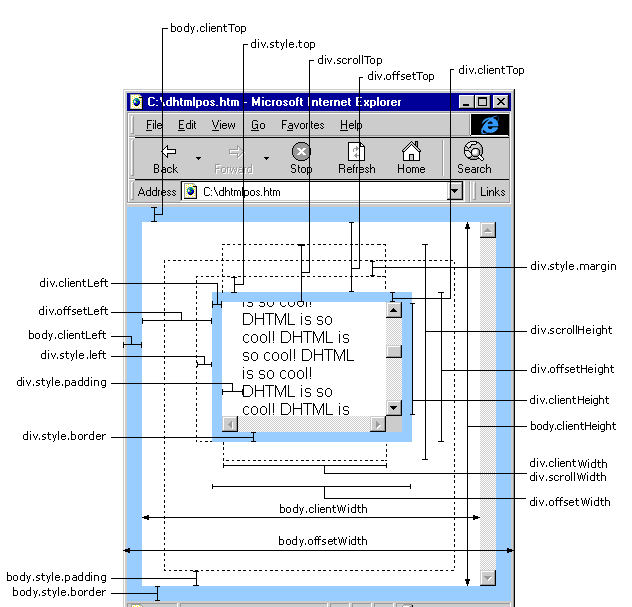 body.clientTop
div.style.top
div.scrollTop
div.offsetTop
div.clientTop
C:\dhtmlpos.htm - Microsoft Internet Explorer
File Edit View Go Favorites Help
Back Forward Stop Refresh Home Search
Address C:\dhtmlpos.htm Links
div.style.margin
div.clientLeft
div.offsetLeft
body.clientLeft
div.style.left
div.style.padding
div.style.border
is so cool!
DHTML is so
cool! DHTML is
so cool! DHTML
is so cool!
DHTML is so
cool! DHTML is
div.scrollHeight
div.offsetHeight
div.clientHeight
body.clientHeight
div.clientWidth
div.scrollWidth
div.offsetWidth
body.clientWidth
body.offsetWidth
body.style.padding
body.style.border